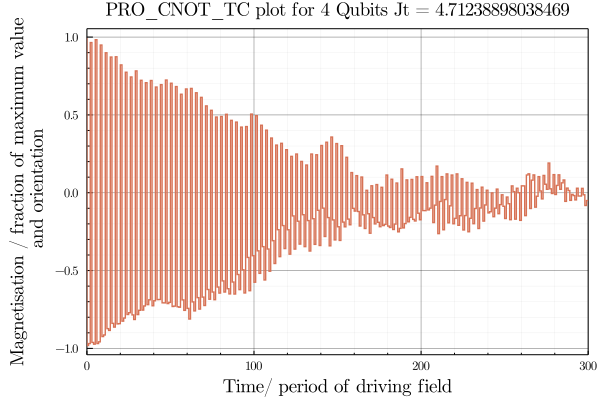 PRO_CNOT_TC plot for 4 Qubits Jt = 4.71238898038469
Magnetisation / fraction of maximum value
and orientation
1.0
0.5
0.0
−0.5
−1.0
0
100
200
300
Time/ period of driving field